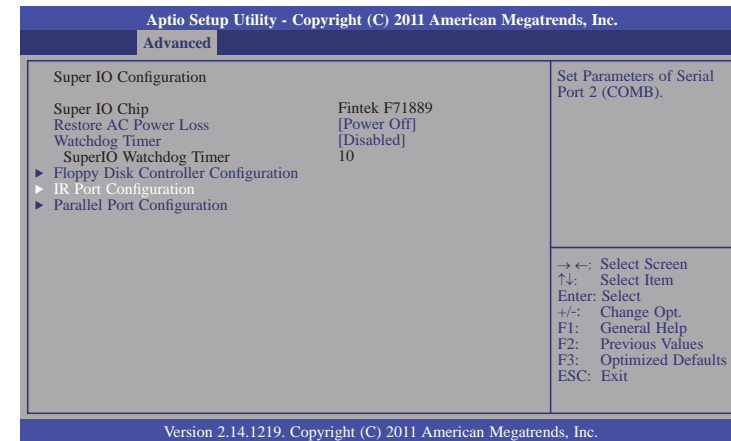 Aptio Setup Utility - Copyright (C) 2011 American Megatrends, Inc.
Advanced
Super IO Configuration
Super IO Chip Fintek F71889
Restore AC Power Loss [Power Off]
Watchdog Timer [Disabled]
SuperIO Watchdog Timer 10
► Floppy Disk Controller Configuration
► IR Port Configuration
► Parallel Port Configuration
Set Parameters of Serial
Port 2 (COMB).
→←: Select Screen
↑↓: Select Item
Enter: Select
+/-: Change Opt.
F1: General Help
F2: Previous Values
F3: Optimized Defaults
ESC: Exit
Version 2.14.1219. Copyright (C) 2011 American Megatrends, Inc.